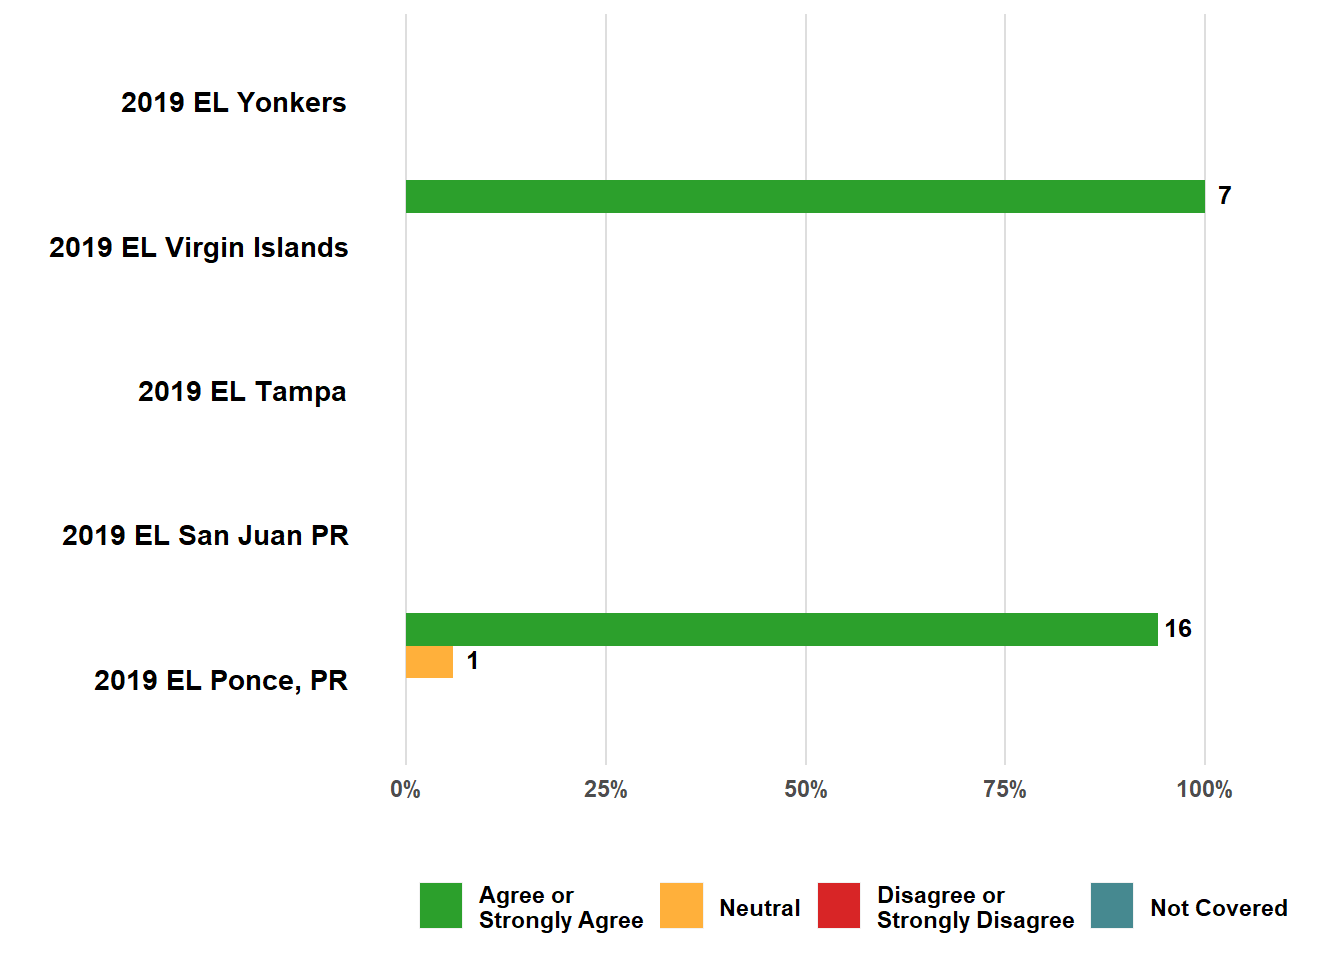 2019 EL Yonkers
7
2019 EL Virgin Islands
2019 EL Tampa
2019 EL San Juan PR
16
1
2019 EL Ponce, PR
0% 25% 50% 75% 100%
Agree or
Strongly Agree
Neutral
Disagree or
Strongly Disagree
Not Covered